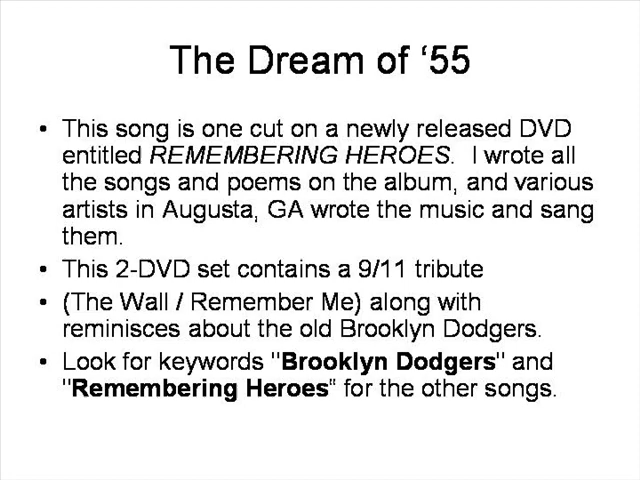 The Dream of ‘55
• This song is one cut on a newly released DVD
entitled REMEMBERING HEROES.  I wrote all
the songs and poems on the album, and various
artists in Augusta, GA wrote the music and sang
them.
• This 2-DVD set contains a 9/11 tribute
• (The Wall / Remember Me) along with
reminisces about the old Brooklyn Dodgers.
• Look for keywords "Brooklyn Dodgers" and
"Remembering Heroes“ for the other songs.